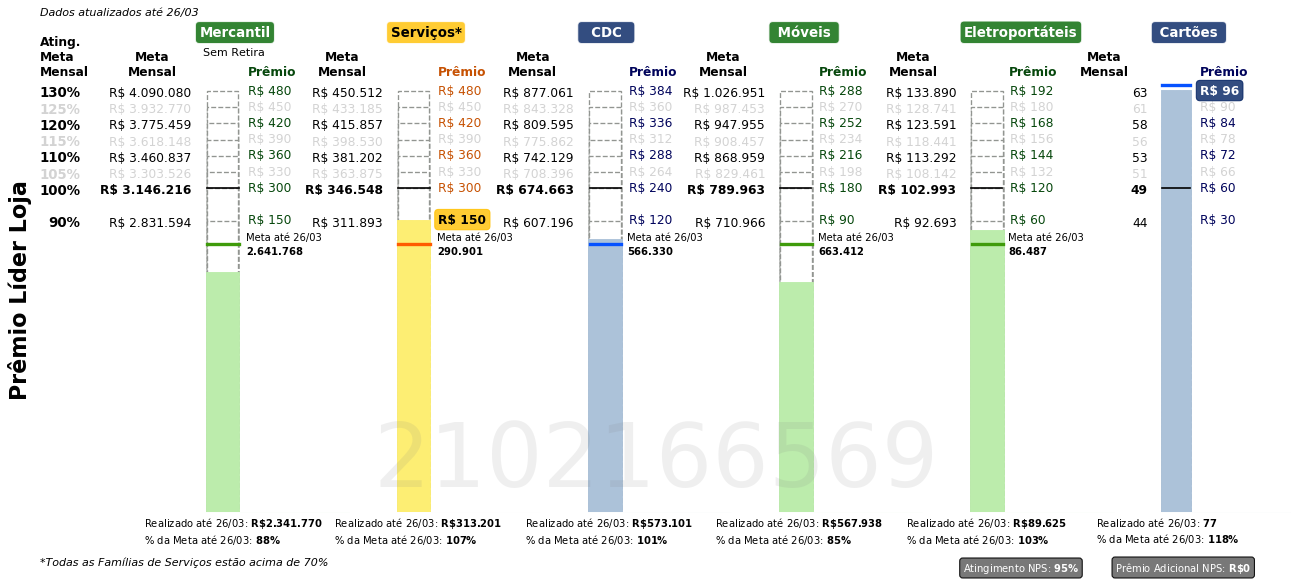 Dados atualizados até 26/03
Mercantil Serviços* CDC Móveis Eletroportáteis Cartões
Sem Retira
Ating. Meta Mensal
Meta Mensal Prêmio Meta Mensal Prêmio Meta Mensal Prêmio Meta Mensal Prêmio Meta Mensal Prêmio Meta Mensal Prêmio
130% R$ 4.090.080 R$ 480 R$ 450.512 R$ 480 R$ 877.061 R$ 384 R$ 1.026.951 R$ 288 R$ 133.890 R$ 192 63 R$ 96
125% R$ 3.932.770 R$ 450 R$ 433.185 R$ 450 R$ 843.328 R$ 360 R$ 987.453 R$ 270 R$ 128.741 R$ 180 61 R$ 90
120% R$ 3.775.459 R$ 420 R$ 415.857 R$ 420 R$ 809.595 R$ 336 R$ 947.955 R$ 252 R$ 123.591 R$ 168 58 R$ 84
115% R$ 3.618.148 R$ 390 R$ 398.530 R$ 390 R$ 775.862 R$ 312 R$ 908.457 R$ 234 R$ 118.441 R$ 156 56 R$ 78
110% R$ 3.460.837 R$ 360 R$ 381.202 R$ 360 R$ 742.129 R$ 288 R$ 868.959 R$ 216 R$ 113.292 R$ 144 53 R$ 72
105% R$ 3.303.526 R$ 330 R$ 363.875 R$ 330 R$ 708.396 R$ 264 R$ 829.461 R$ 198 R$ 108.142 R$ 132 51 R$ 66
100% R$ 3.146.216 R$ 300 R$ 346.548 R$ 300 R$ 674.663 R$ 240 R$ 789.963 R$ 180 R$ 102.993 R$ 120 49 R$ 60
90% R$ 2.831.594 R$ 150 R$ 311.893 R$ 150 R$ 607.196 R$ 120 R$ 710.966 R$ 90 R$ 92.693 R$ 60 44 R$ 30
Meta até 26/03 Meta até 26/03 Meta até 26/03 Meta até 26/03 Meta até 26/03
2.641.768 290.901 566.330 663.412 86.487
Prêmio Líder Loja
2102166569
Realizado até 26/03: R$2.341.770 Realizado até 26/03: R$313.201 Realizado até 26/03: R$573.101 Realizado até 26/03: R$567.938 Realizado até 26/03: R$89.625 Realizado até 26/03: 77
% da Meta até 26/03: 88% % da Meta até 26/03: 107% % da Meta até 26/03: 101% % da Meta até 26/03: 85% % da Meta até 26/03: 103% % da Meta até 26/03: 118%
*Todas as Famílias de Serviços estão acima de 70%
Atingimento NPS: 95% Prêmio Adicional NPS: R$0